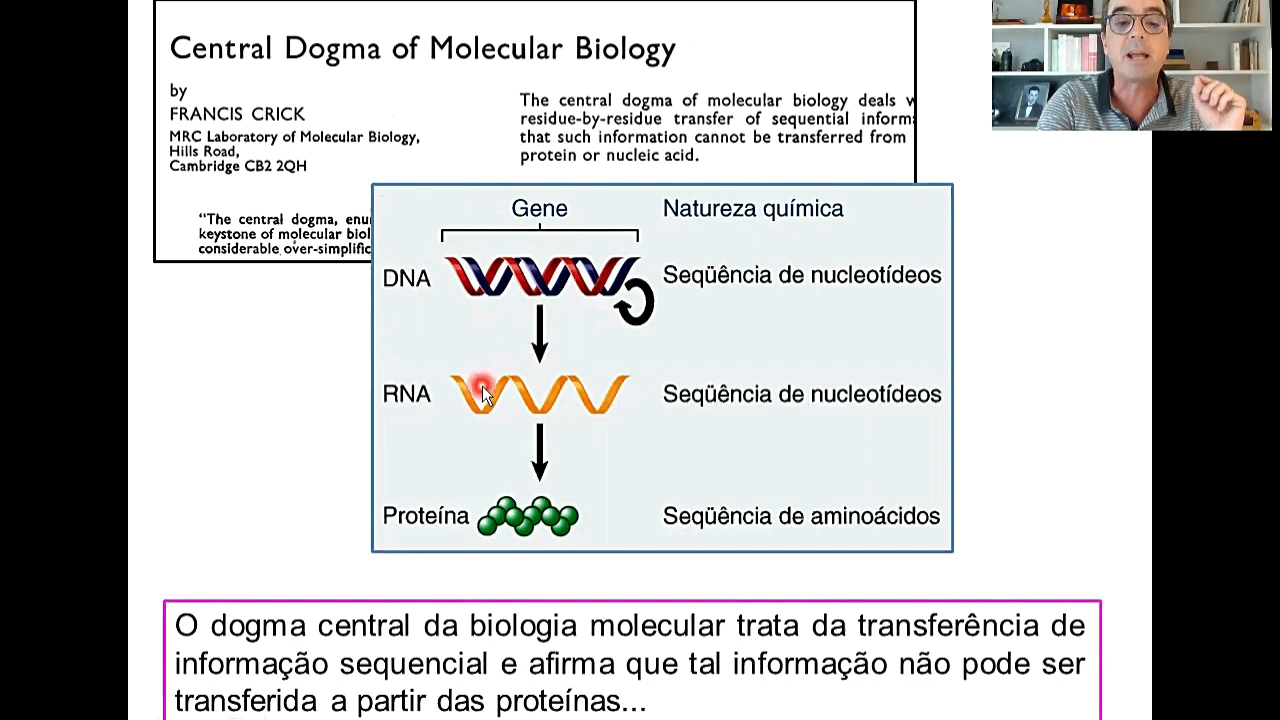 Central Dogma of Molecular Biology
by
FRANCIS CRICK
MRC Laboratory of Molecular Biology,
Hills Road,
Cambridge CB2 2QH
The central dogma of molecular biology deals
residue-by-residue transfer of sequential
that such information cannot be transferred from
protein or nucleic acid.
“The central dogma,
keystone of molecular
considerable
Gene
Natureza química
DNA
Seqüência de nucleotídeos
RNA
Seqüência de nucleotídeos
Proteína
Seqüência de aminoácidos
O dogma central da biologia molecular trata da transferência de
informação sequencial e afirma que tal informação não pode ser
transferida a partir das proteínas...